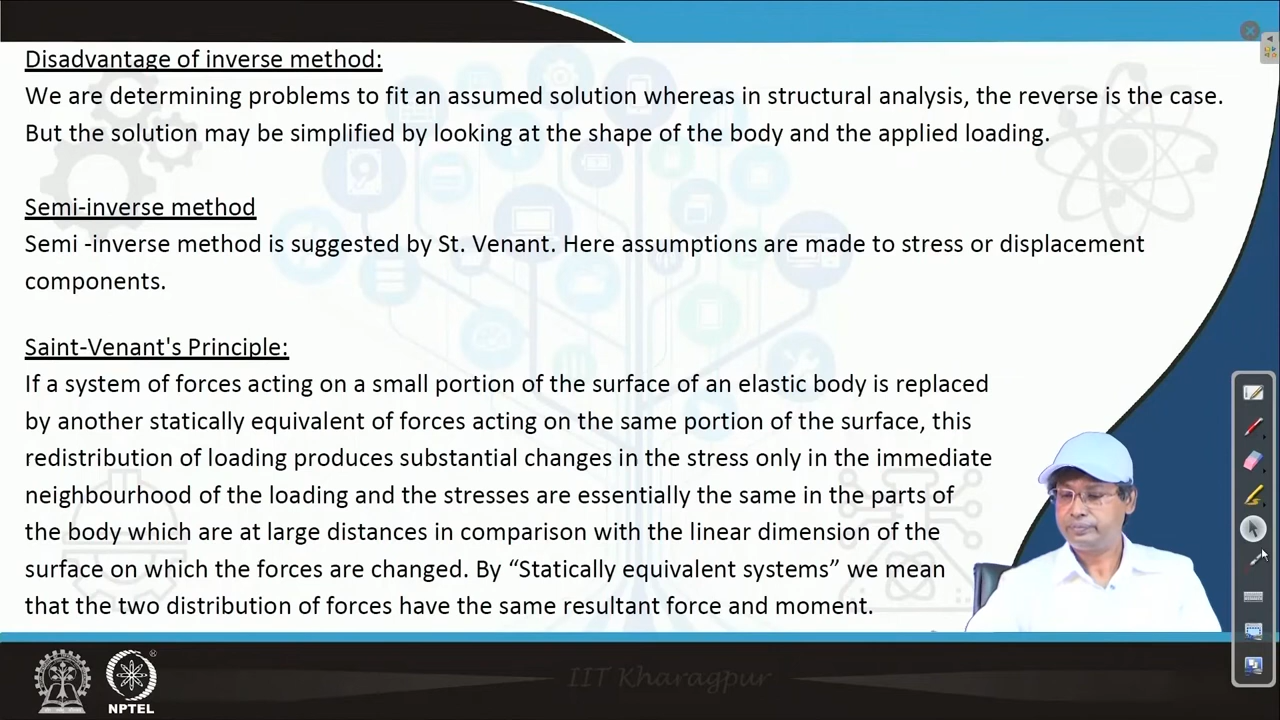 Disadvantage of inverse method:
We are determining problems to fit an assumed solution whereas in structural analysis, the reverse is the case.
But the solution may be simplified by looking at the shape of the body and the applied loading.
Semi-inverse method
Semi -inverse method is suggested by St. Venant. Here assumptions are made to stress or displacement
components.
Saint-Venant's Principle:
If a system of forces acting on a small portion of the surface of an elastic body is replaced
by another statically equivalent of forces acting on the same portion of the surface, this
redistribution of loading produces substantial changes in the stress only in the immediate
neighbourhood of the loading and the stresses are essentially the same in the parts of
the body which are at large distances in comparison with the linear dimension of the
surface on which the forces are changed. By “Statically equivalent systems” we mean
that the two distribution of forces have the same resultant force and moment.
IIT Kharagpur
NPTEL